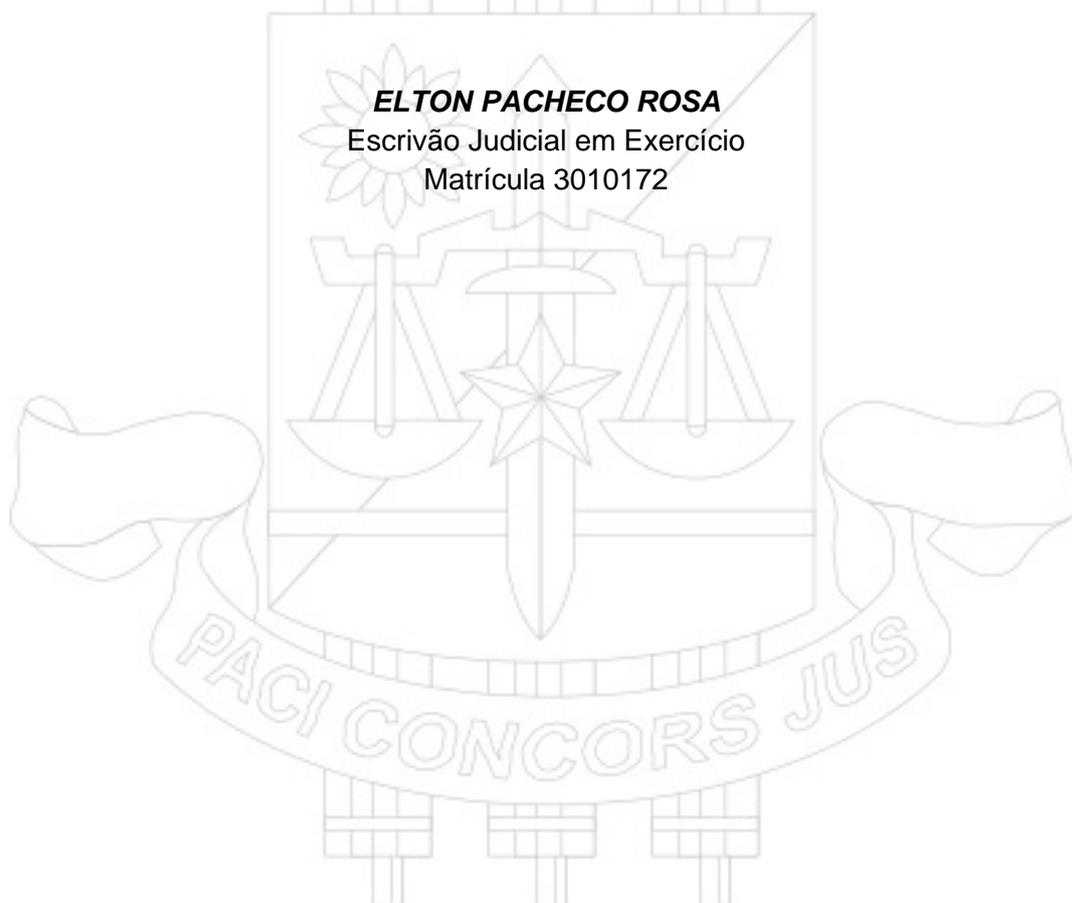 ELTON PACHECO ROSA
Escrivão Judicial em Exercício
Matrícula 3010172
PACI CONCORS JUS